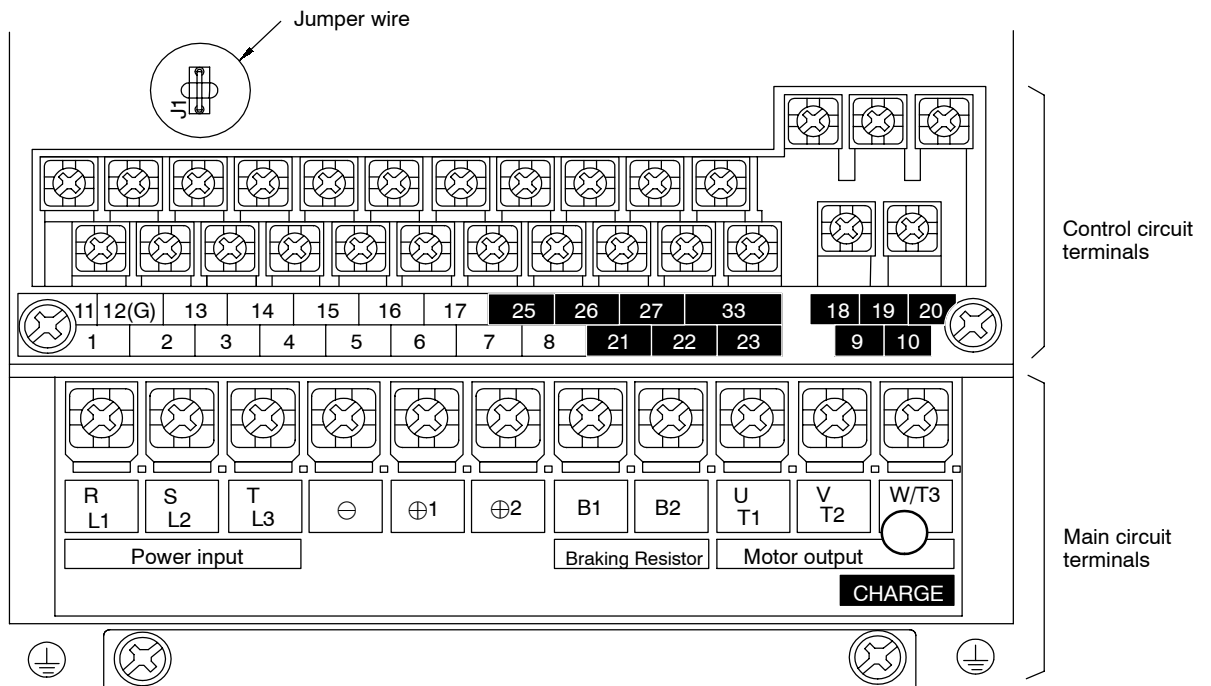 Jumper wire
J1
Control circuit
terminals
11 12(G) 13 14 15 16 17 25 26 27 33 18 19 20
1 2 3 4 5 6 7 8 21 22 23 9 10
R S T ⊖ ⊕1 ⊕2 B1 B2 U V W/T3
L1 L2 L3 T1 T2
Power input Braking Resistor Motor output
CHARGE
Main circuit
terminals